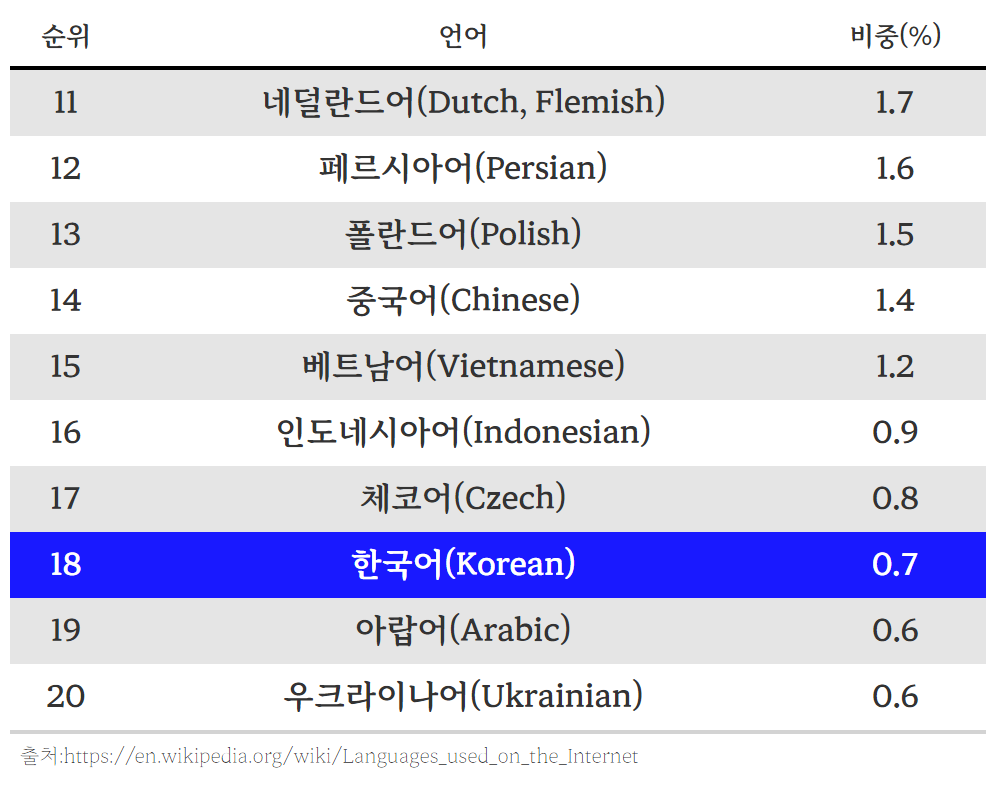 순위 언어 비중(%)
11 네덜란드어(Dutch, Flemish) 1.7
12 페르시아어(Persian) 1.6
13 폴란드어(Polish) 1.5
14 중국어(Chinese) 1.4
15 베트남어(Vietnamese) 1.2
16 인도네시아어(Indonesian) 0.9
17 체코어(Czech) 0.8
18 한국어(Korean) 0.7
19 아랍어(Arabic) 0.6
20 우크라이나어(Ukrainian) 0.6
출처:https://en.wikipedia.org/wiki/Languages_used_on_the_Internet